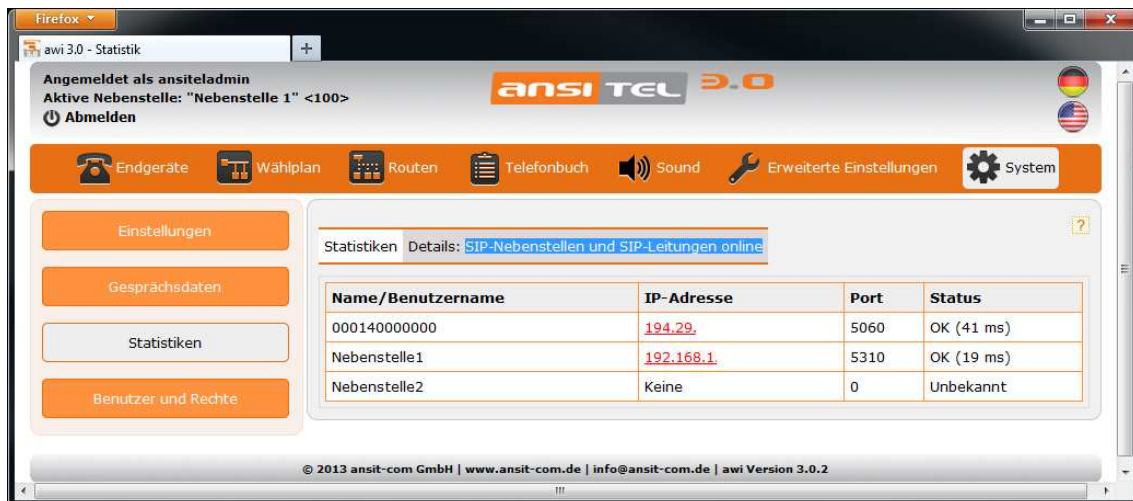 Firefox
awi 3.0 - Statistik
Angemeldet als ansiteladmin
Aktive Nebenstelle: "Nebenstelle 1" <100>
Abmelden
ansi TEL 3.0
Endgeräte Wählplan Routen Telefonbuch Sound Erweiterte Einstellungen System
Einstellungen
Gesprächsdaten
Statistiken
Benutzer und Rechte
?
Statistiken Details: SIP-Nebenstellen und SIP-Leitungen online
Name/Benutzername IP-Adresse Port Status
000140000000 194.29. 5060 OK (41 ms)
Nebenstelle1 192.168.1. 5310 OK (19 ms)
Nebenstelle2 Keine 0 Unbekannt
© 2013 ansit-com GmbH | www.ansit-com.de | info@ansit-com.de | awi Version 3.0.2